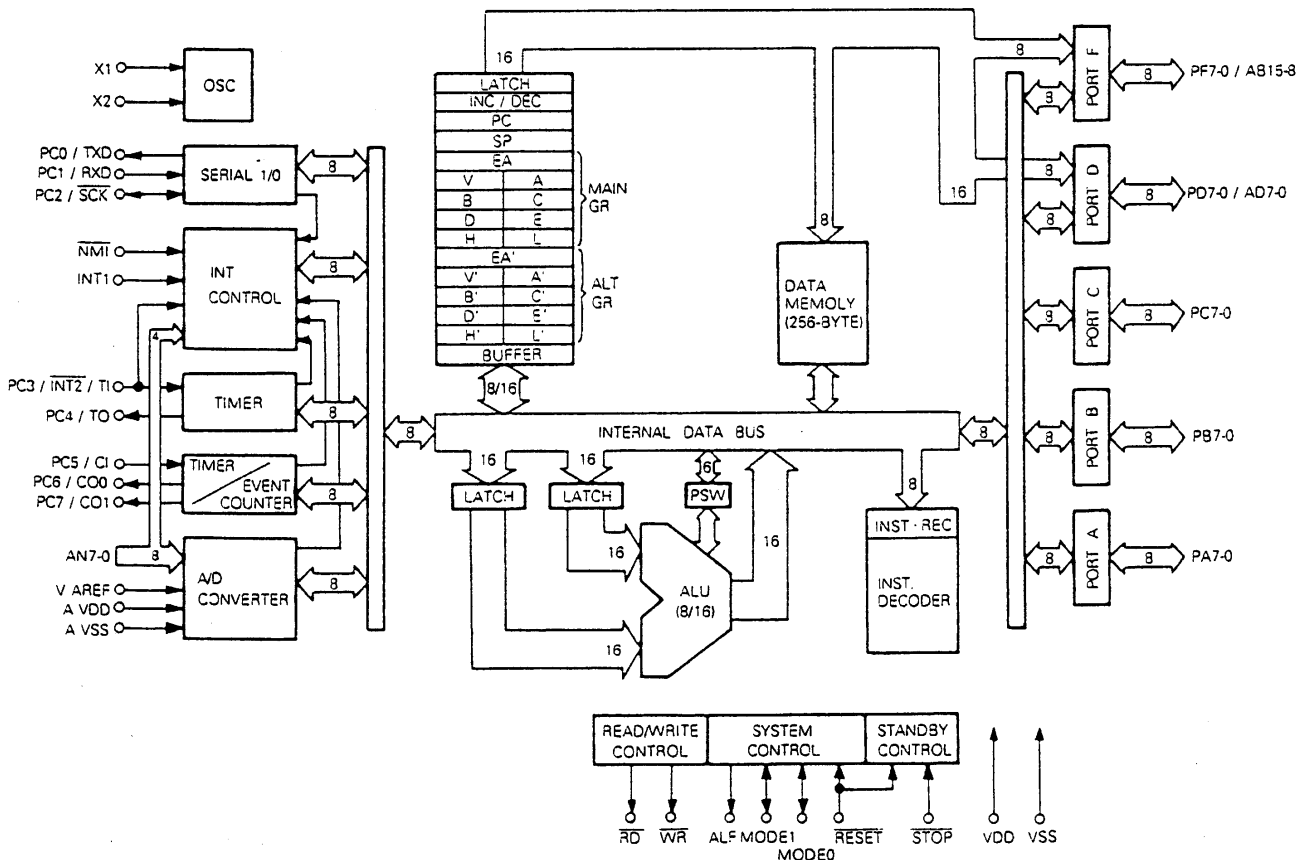 X1
X2
OSC
PC0 / TXD
PC1 / RXD
PC2 / SCK
SERIAL I/0
8
NMI
INT1
INT
CONTROL
8
4
PC3 / INT2 / TI
PC4 / TO
TIMER
8
PC5 / CI
PC6 / CO0
PC7 / CO1
TIMER
EVENT
COUNTER
8
AN7-0
8
V AREF
A VDD
A VSS
A/D
CONVERTER
8
8
16
LATCH
INC / DEC
PC
SP
EA
V A
B C
D E
H L
MAIN
GR
EA'
V' A'
B' C'
D' E'
H' L'
ALT
GR
BUFFER
8/16
8
DATA
MEMOLY
(256-BYTE)
16
INTERNAL DATA BUS
16
LATCH
16
LATCH
16
PSW
16
16
16
ALU
(8/16)
8
INST · REC
INST.
DECODER
8
8
8
PORT F
8
PF7-0 / AB15-8
8
8
PORT D
8
PD7-0 / AD7-0
8
PORT C
8
PC7-0
8
PORT B
8
PB7-0
8
PORT A
8
PA7-0
READ/WRITE
CONTROL
SYSTEM
CONTROL
STANDBY
CONTROL
RD
WR
ALE
MODE1
MODE0
RESET
STOP
VDD
VSS